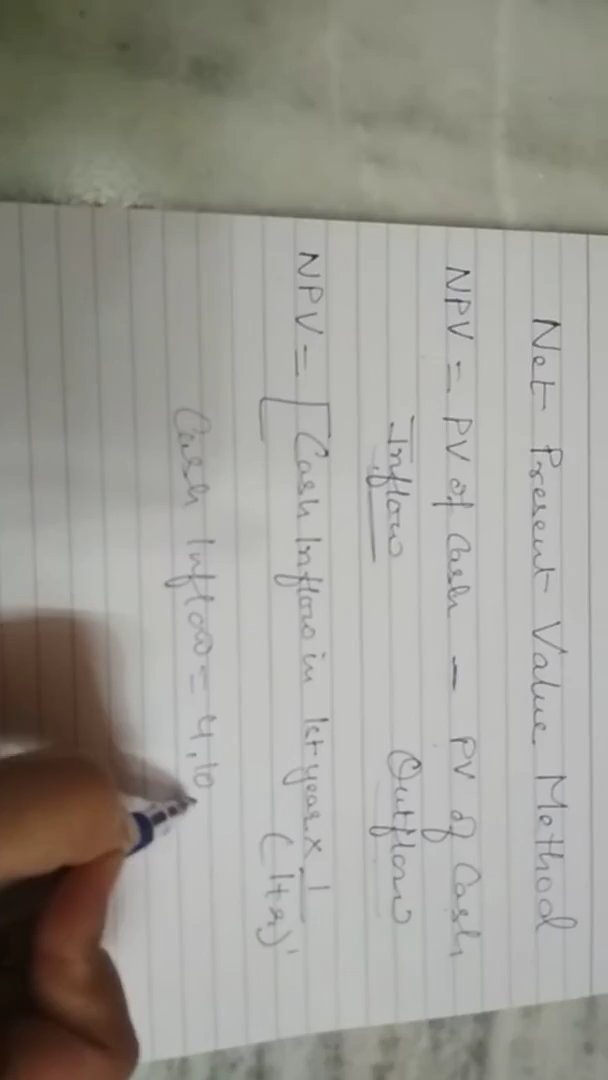 Net Present Value Method
NPV = PV of Cash - PV of Cash
Inflow Outflow
NPV = [Cash Inflow in 1st year x 1
(1+r)¹
Cash Inflow = 4,10